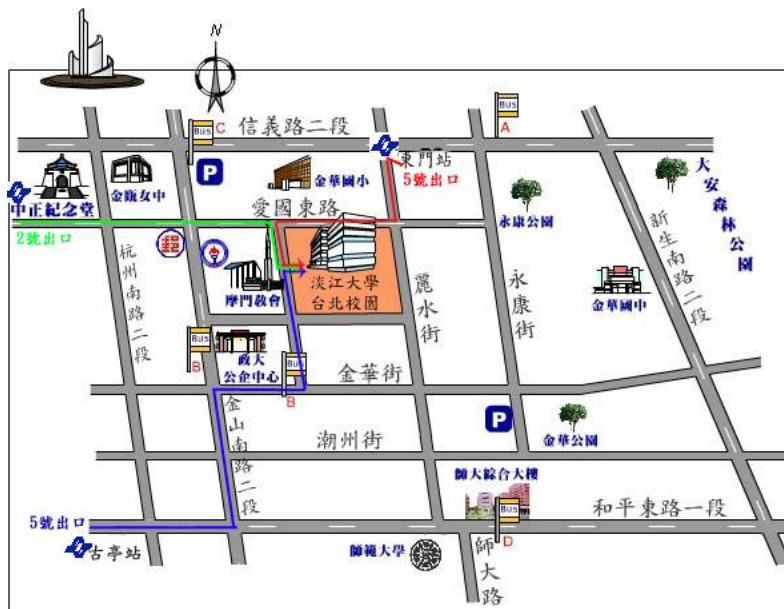 N
BUS
A
BUS
C
信義路二段
東門站
5號出口
P
金華國小
金甌女中
中正紀念堂
愛國東路
2號出口
郵
大安森林公園
永康公園
新生南路二段
杭州南路二段
摩門教會
淡江大學
台北校園
麗水街
永康街
金華國中
BUS
B
政大
公企中心
BUS
B
金華街
金山南路二段
潮州街
P
金華公園
師大綜合大樓
BUS
D
和平東路一段
5號出口
古亭站
師範大學
師大路